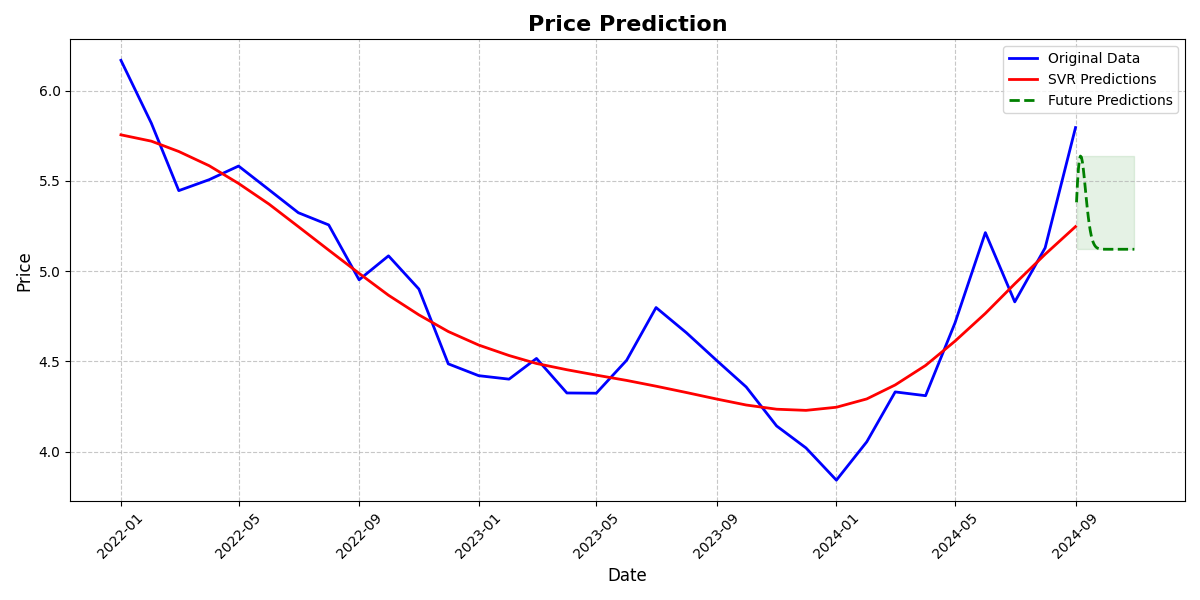 Price Prediction
Original Data
SVR Predictions
Future Predictions
Price
6.0
5.5
5.0
4.5
4.0
2022-01
2022-05
2022-09
2023-01
2023-05
2023-09
2024-01
2024-05
2024-09
Date